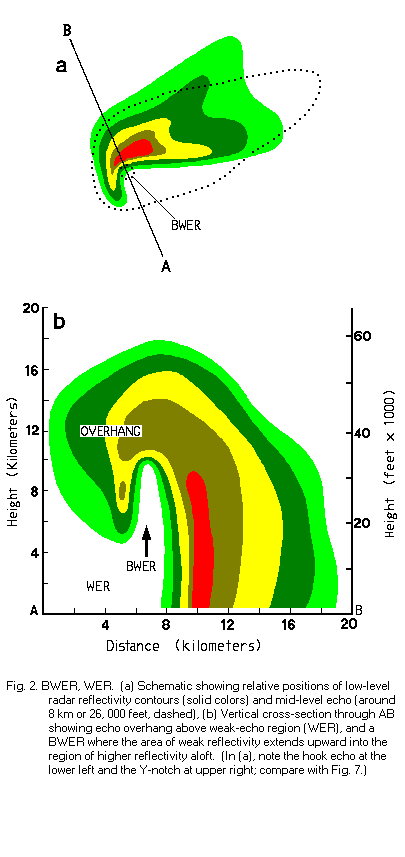 B
a
BWER
A
20
b
60
16
OVERHANG
12
40
Height (Kilometers)
Height (feet x 1000)
8
20
4
BWER
WER
A
B
4
8
12
16
20
Distance (kilometers)
Fig. 2. BWER, WER. (a) Schematic showing relative positions of low-level
radar reflectivity contours (solid colors) and mid-level echo (around
8 km or 26, 000 feet, dashed), (b) Vertical cross-section through AB
showing echo overhang above weak-echo region (WER), and a
BWER where the area of weak reflectivity extends upward into the
region of higher reflectivity aloft. (In (a), note the hook echo at the
lower left and the Y-notch at upper right; compare with Fig. 7.)